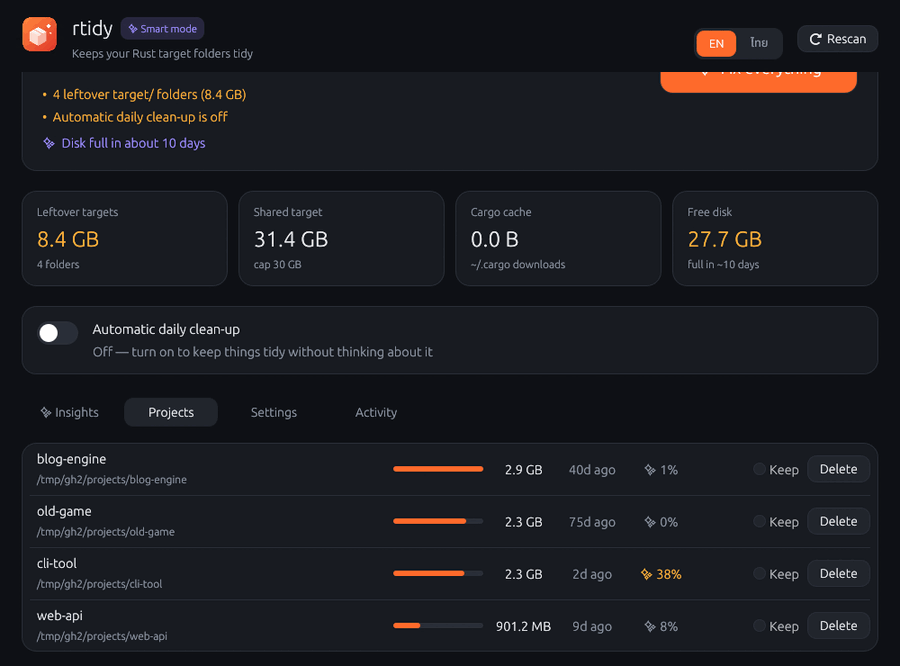 rtidy
Smart mode
Keeps your Rust target folders tidy
EN
ไทย
Rescan
• 4 leftover target/ folders (8.4 GB)
• Automatic daily clean-up is off
Disk full in about 10 days
Leftover targets
8.4 GB
4 folders
Shared target
31.4 GB
cap 30 GB
Cargo cache
0.0 B
~/.cargo downloads
Free disk
27.7 GB
full in ~10 days
Automatic daily clean-up
Off — turn on to keep things tidy without thinking about it
Insights
Projects
Settings
Activity
blog-engine
/tmp/gh2/projects/blog-engine
2.9 GB
40d ago
1%
Keep
Delete
old-game
/tmp/gh2/projects/old-game
2.3 GB
75d ago
0%
Keep
Delete
cli-tool
/tmp/gh2/projects/cli-tool
2.3 GB
2d ago
38%
Keep
Delete
web-api
/tmp/gh2/projects/web-api
901.2 MB
9d ago
8%
Keep
Delete